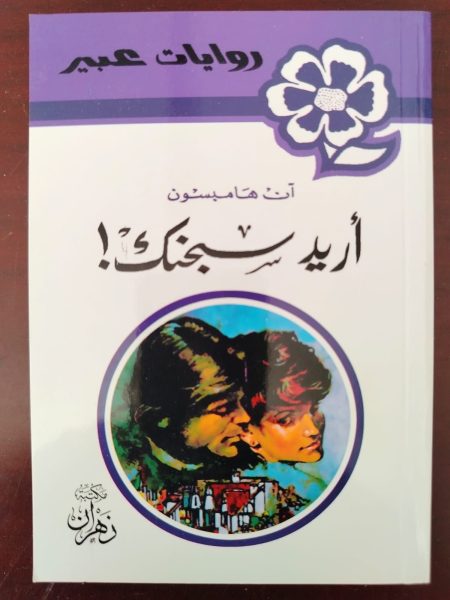 روايات عبير
آن هامبسون
أريد سجنك!
مكتبة
زهران